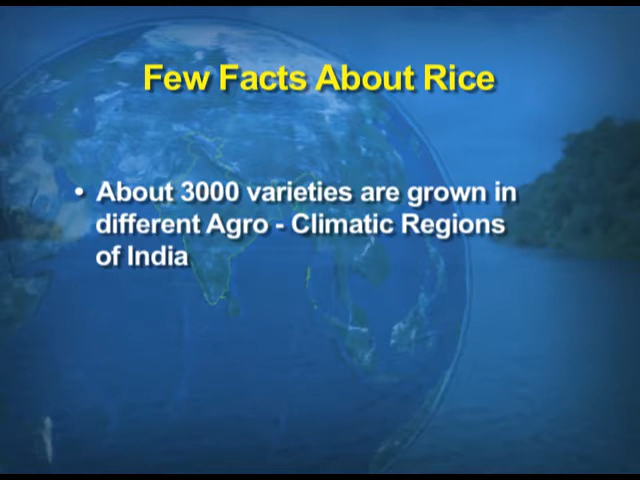 Few Facts About Rice
• About 3000 varieties are grown in
different Agro - Climatic Regions
of India